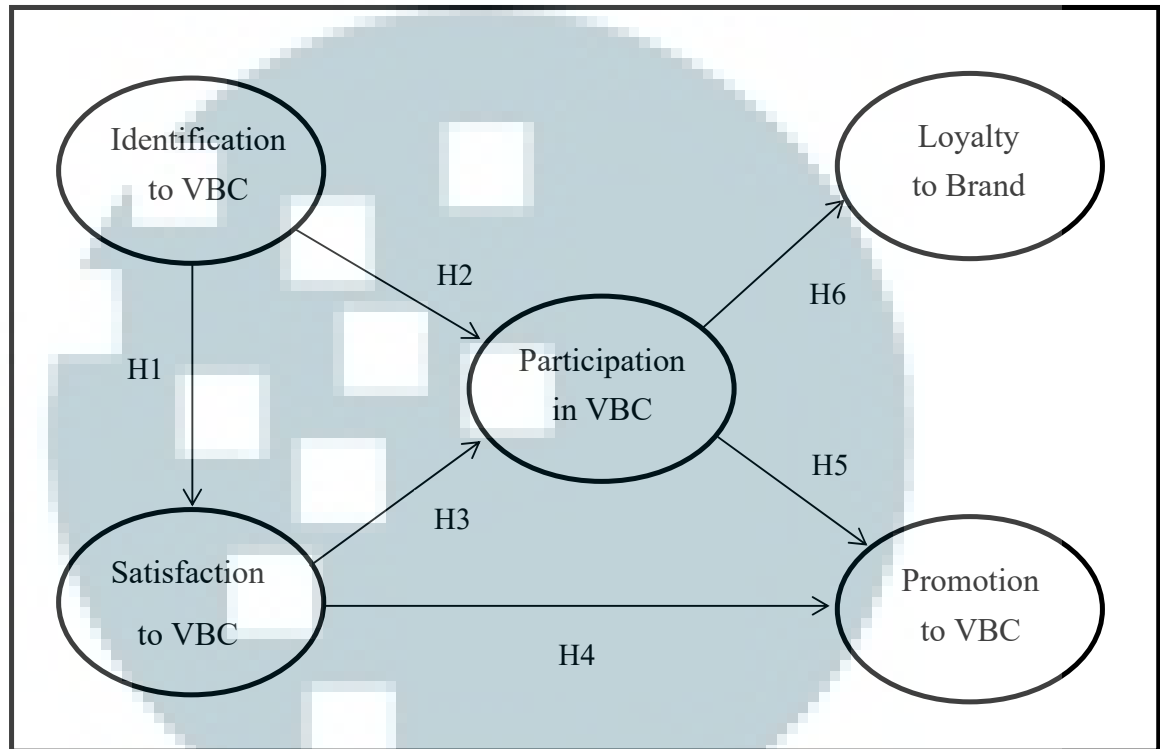 Identification
to VBC
Loyalty
to Brand
H2
H6
H1
Participation
in VBC
H5
H3
Satisfaction
to VBC
Promotion
to VBC
H4